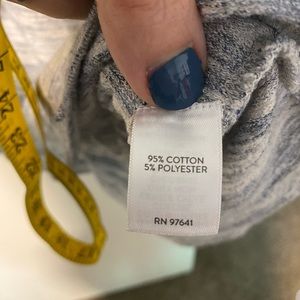 95% COTTON
5% POLYESTER
RN 97641